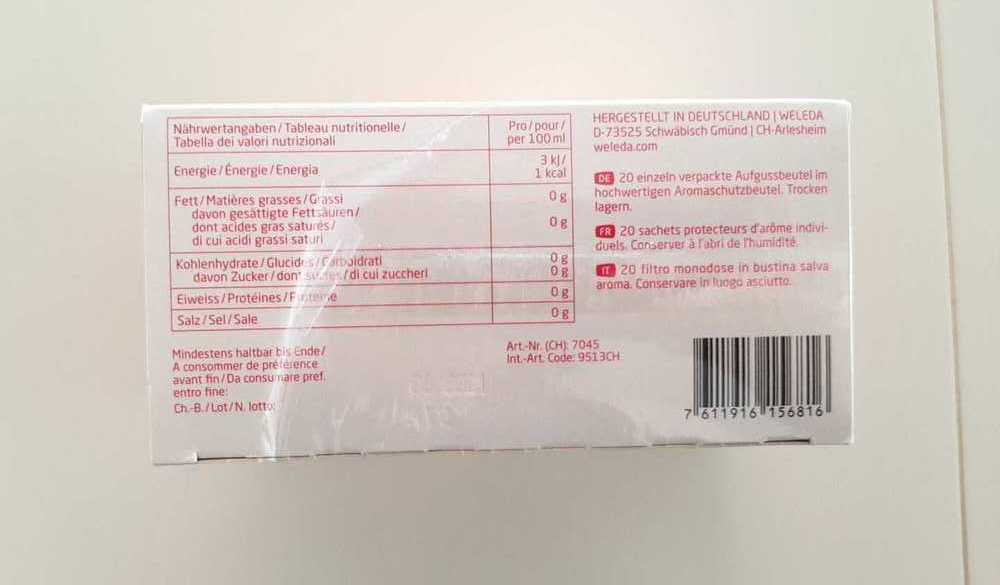 Nährwertangaben / Tableau nutritionelle /
Tabella dei valori nutrizionali
Pro / pour /
per 100 ml
Energie / Énergie / Energia
3 kJ /
1 kcal
Fett / Matières grasses / Grassi
0 g
davon gesättigte Fettsäuren /
dont acides gras saturés /
di cui acidi grassi saturi
0 g
Kohlenhydrate / Glucides / Carboidrati
0 g
davon Zucker / dont sucres / di cui zuccheri
0 g
Eiweiss / Protéines / Proteine
0 g
Salz / Sel / Sale
0 g
Mindestens haltbar bis Ende /
A consommer de préférence
avant fin / Da consumare pref.
entro fine:
Ch.-B. / Lot / N. lotto:
Art.-Nr. (CH): 7045
Int.-Art. Code: 9513CH
HERGESTELLT IN DEUTSCHLAND | WELEDA
D-73525 Schwäbisch Gmünd | CH-Arlesheim
weleda.com
DE 20 einzeln verpackte Aufgussbeutel im
hochwertigen Aromaschutzbeutel. Trocken
lagern.
FR 20 sachets protecteurs d'arôme indivi-
duels. Conserver à l'abri de l'humidité.
IT 20 filtro monodose in bustina salva
aroma. Conservare in luogo asciutto.
7 611916 156816